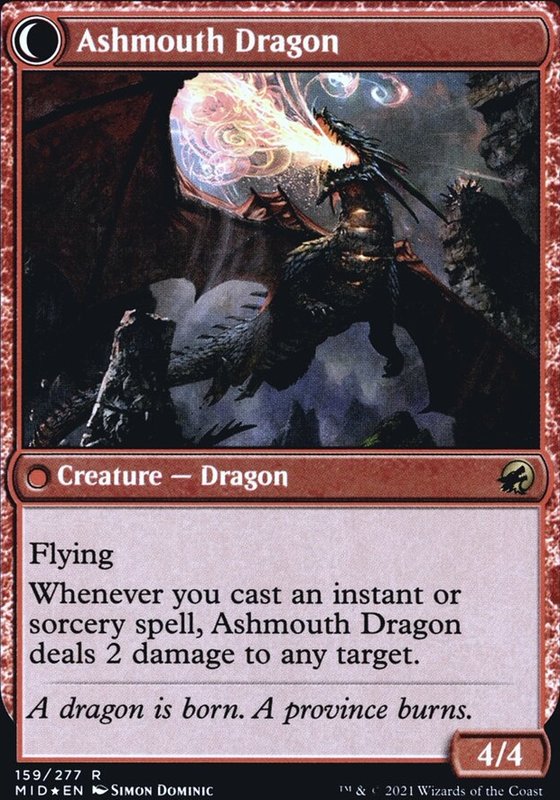 Ashmouth Dragon
Creature — Dragon
Flying
Whenever you cast an instant or
sorcery spell, Ashmouth Dragon
deals 2 damage to any target.
A dragon is born. A province burns.
4/4
159/277 R
MID★EN Simon Dominic
™ & © 2021 Wizards of the Coast